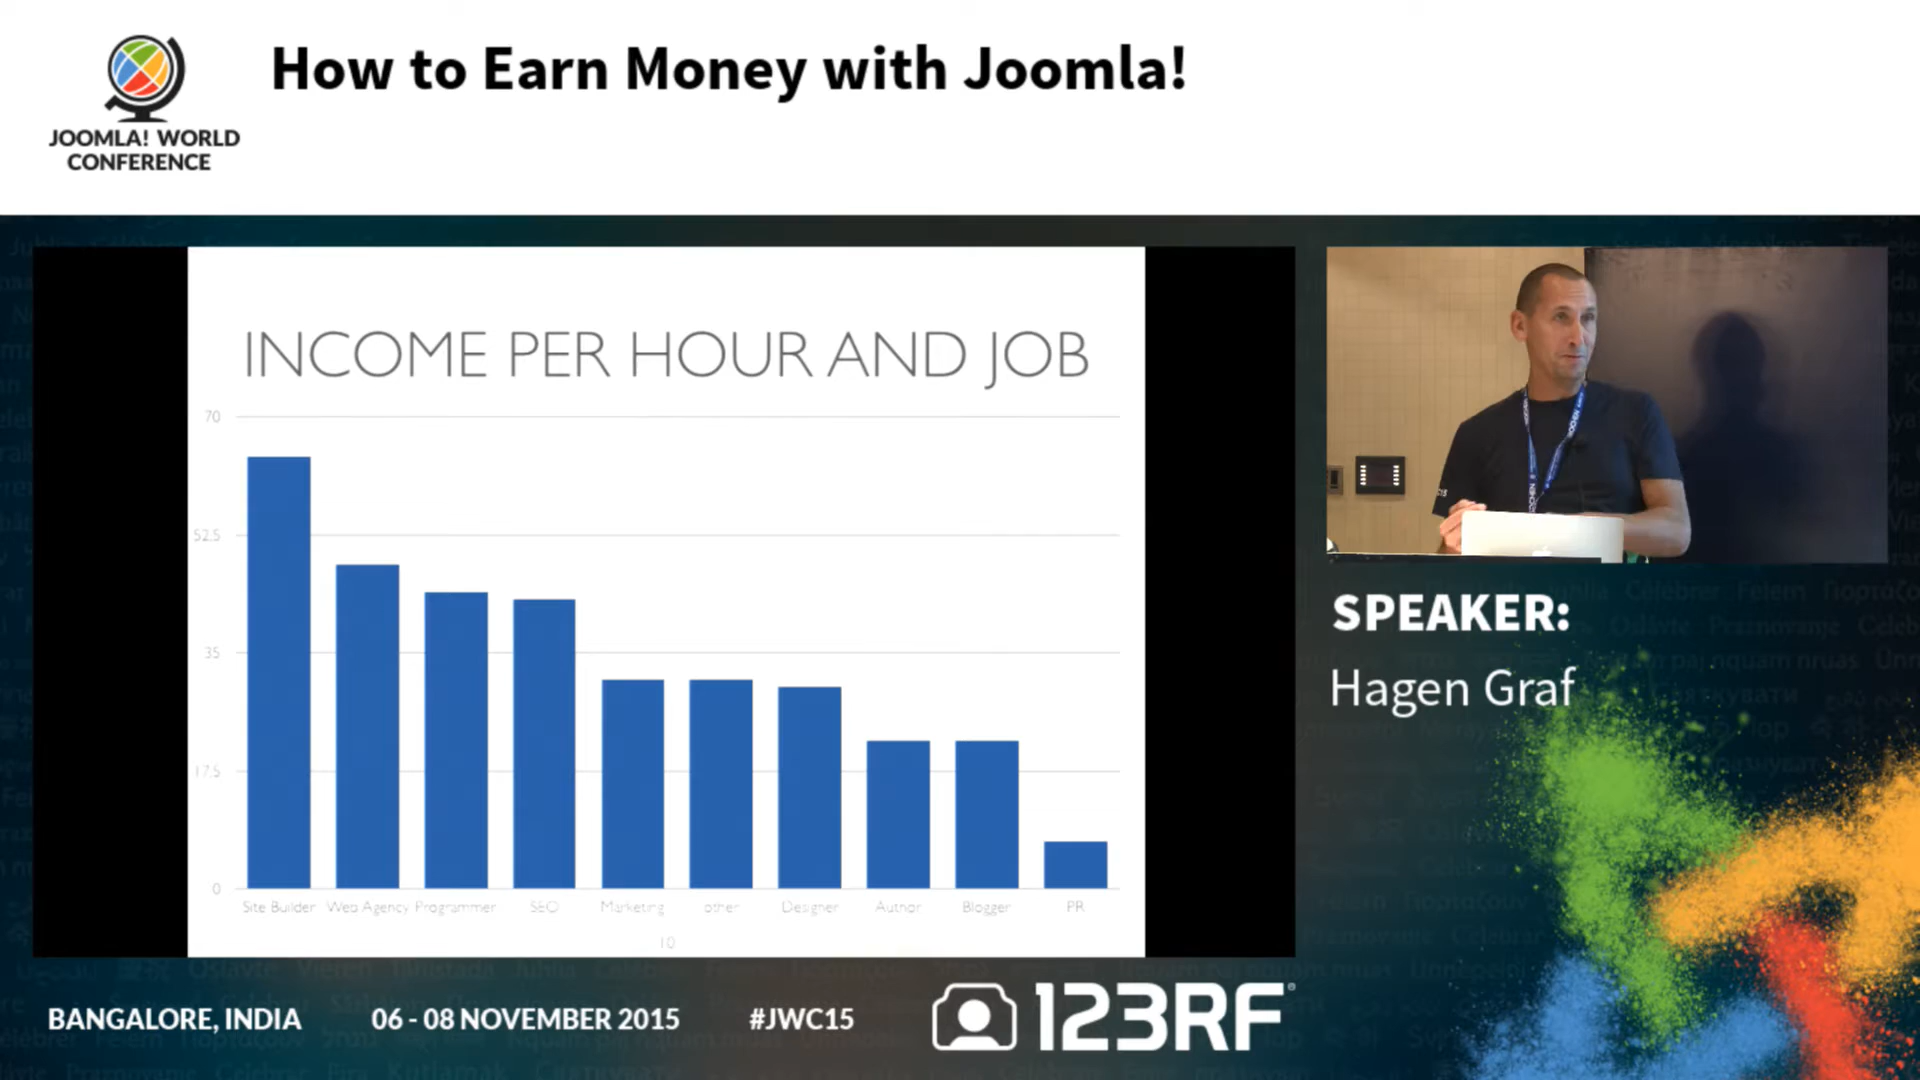 How to Earn Money with Joomla!
JOOMLA! WORLD
CONFERENCE
INCOME PER HOUR AND JOB
70
52.5
35
17.5
0
Site Builder Web Agency Programmer SEO Marketing other Designer Author Blogger PR
10
SPEAKER:
Hagen Graf
BANGALORE, INDIA 06 - 08 NOVEMBER 2015 #JWC15 123RF®